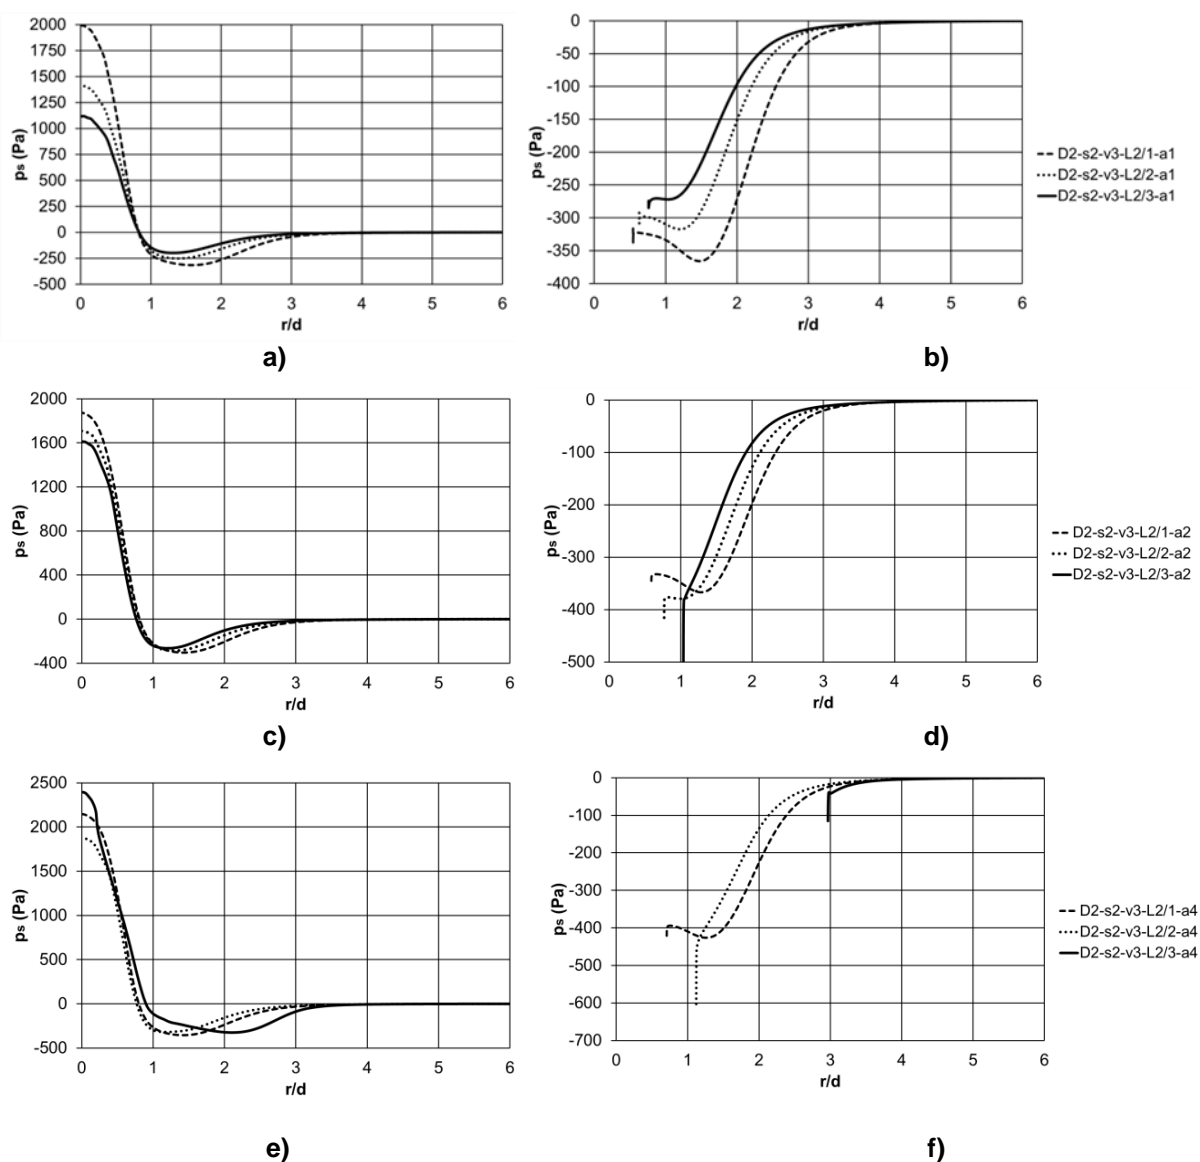 2000
1750
1500
1250
1000
750
500
250
0
-250
-500
ps (Pa)
0 1 2 3 4 5 6
r/d
a)
0
-50
-100
-150
-200
-250
-300
-350
-400
ps (Pa)
0 1 2 3 4 5 6
r/d
b)
D2-s2-v3-L2/1-a1
D2-s2-v3-L2/2-a1
D2-s2-v3-L2/3-a1
2000
1600
1200
800
400
0
-400
ps (Pa)
0 1 2 3 4 5 6
r/d
c)
0
-100
-200
-300
-400
-500
ps (Pa)
0 1 2 3 4 5 6
r/d
d)
D2-s2-v3-L2/1-a2
D2-s2-v3-L2/2-a2
D2-s2-v3-L2/3-a2
2500
2000
1500
1000
500
0
-500
ps (Pa)
0 1 2 3 4 5 6
r/d
e)
0
-100
-200
-300
-400
-500
-600
-700
ps (Pa)
0 1 2 3 4 5 6
r/d
f)
D2-s2-v3-L2/1-a4
D2-s2-v3-L2/2-a4
D2-s2-v3-L2/3-a4